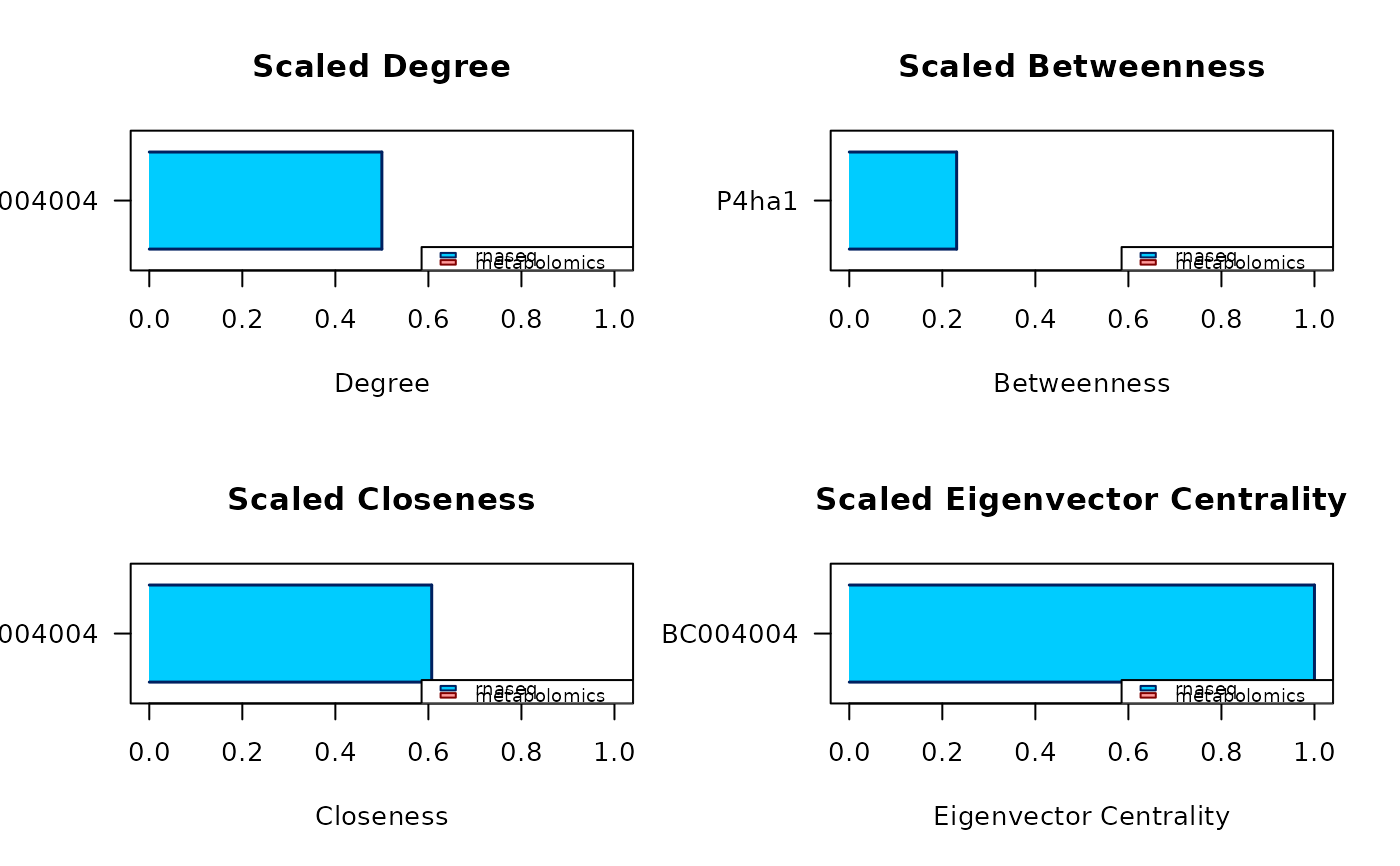 Scaled Degree
004004
rnaseq
metabolomics
0.0 0.2 0.4 0.6 0.8 1.0
Degree
Scaled Betweenness
P4ha1
rnaseq
metabolomics
0.0 0.2 0.4 0.6 0.8 1.0
Betweenness
Scaled Closeness
004004
rnaseq
metabolomics
0.0 0.2 0.4 0.6 0.8 1.0
Closeness
Scaled Eigenvector Centrality
BC004004
rnaseq
metabolomics
0.0 0.2 0.4 0.6 0.8 1.0
Eigenvector Centrality